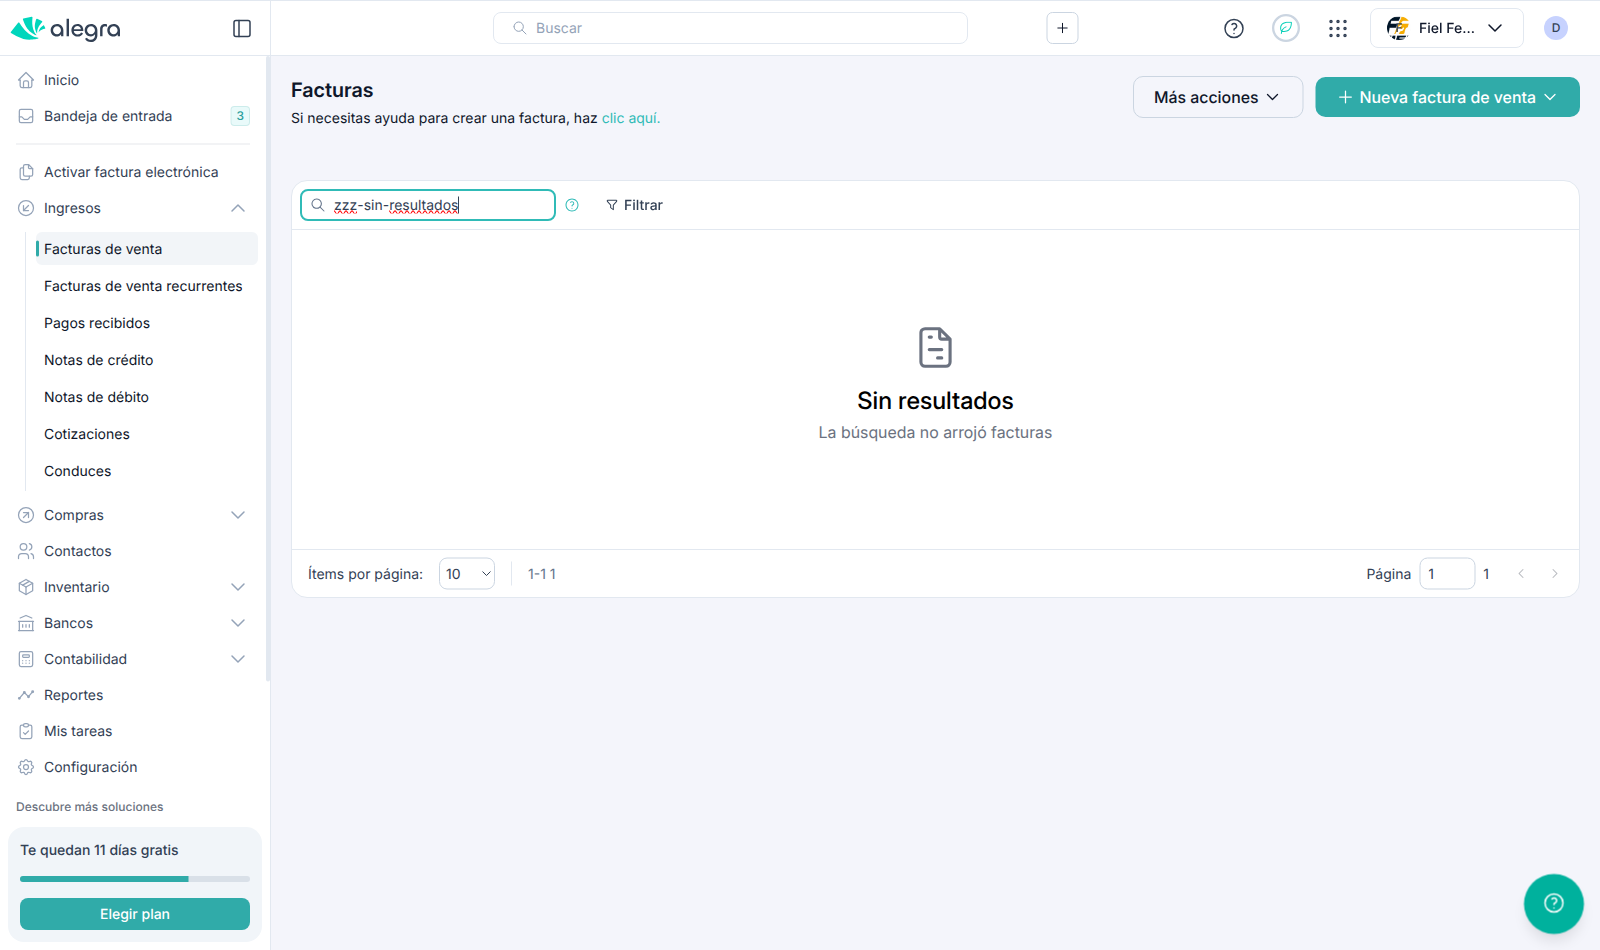 alegra
Buscar
Fiel Fe...
D
Inicio
Bandeja de entrada 3
Activar factura electrónica
Ingresos
Facturas de venta
Facturas de venta recurrentes
Pagos recibidos
Notas de crédito
Notas de débito
Cotizaciones
Conduces
Compras
Contactos
Inventario
Bancos
Contabilidad
Reportes
Mis tareas
Configuración
Descubre más soluciones
Te quedan 11 días gratis
Elegir plan
Facturas
Si necesitas ayuda para crear una factura, haz clic aquí.
Más acciones
Nueva factura de venta
zzz-sin-resultados
Filtrar
Sin resultados
La búsqueda no arrojó facturas
Ítems por página: 10 1-1 1
Página 1 1